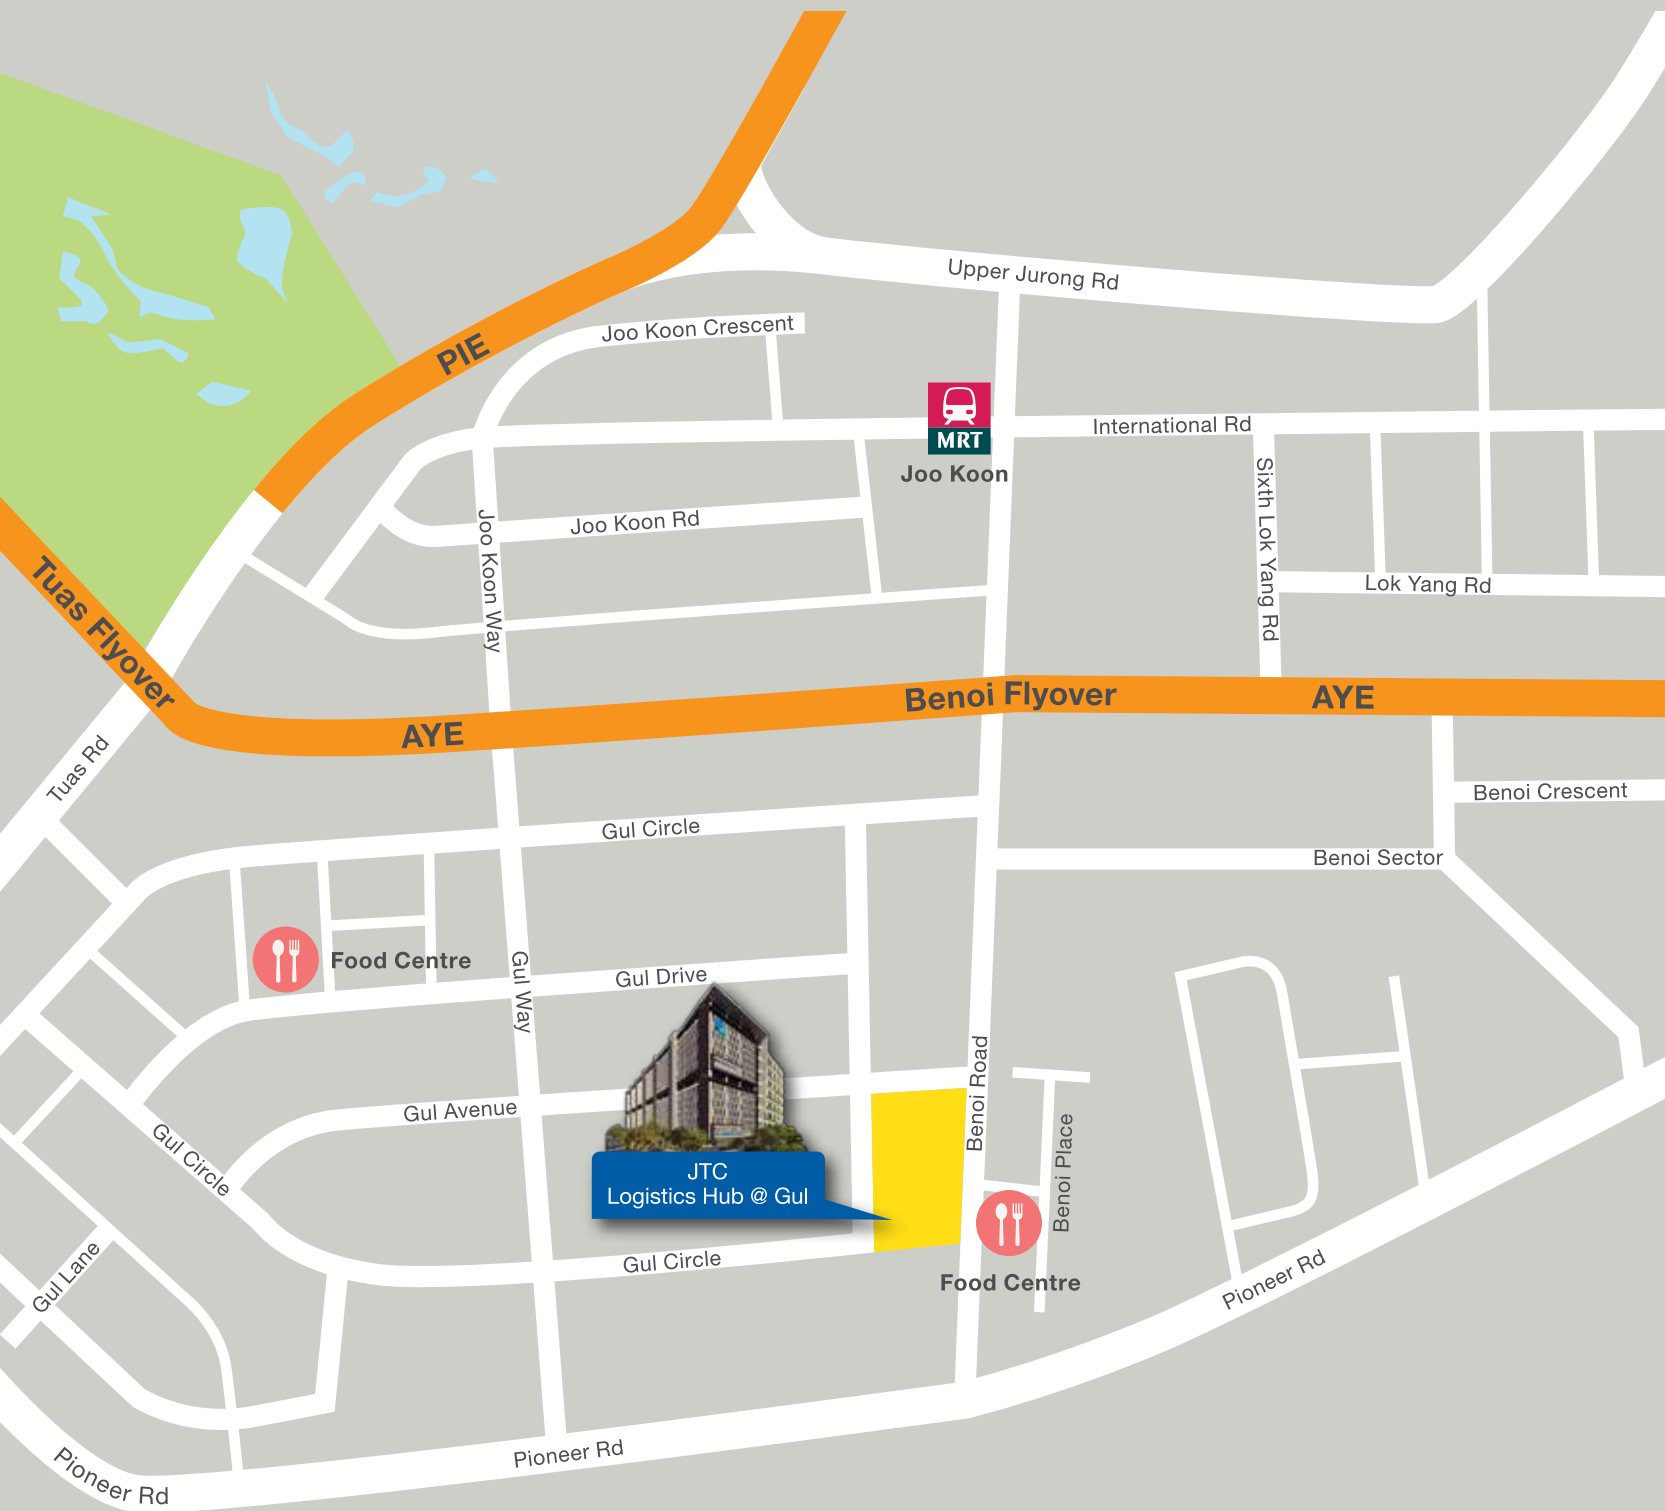 Upper Jurong Rd
Joo Koon Crescent
PIE
MRT
Joo Koon
International Rd
Sixth Lok Yang Rd
Joo Koon Rd
Joo Koon Way
Lok Yang Rd
Tuas Flyover
Benoi Flyover
AYE
AYE
Tuas Rd
Benoi Crescent
Gul Circle
Benoi Sector
Food Centre
Gul Way
Gul Drive
Benoi Road
Gul Avenue
Gul Circle
Benoi Place
JTC
Logistics Hub @ Gul
Gul Lane
Gul Circle
Food Centre
Pioneer Rd
Pioneer Rd
Pioneer Rd